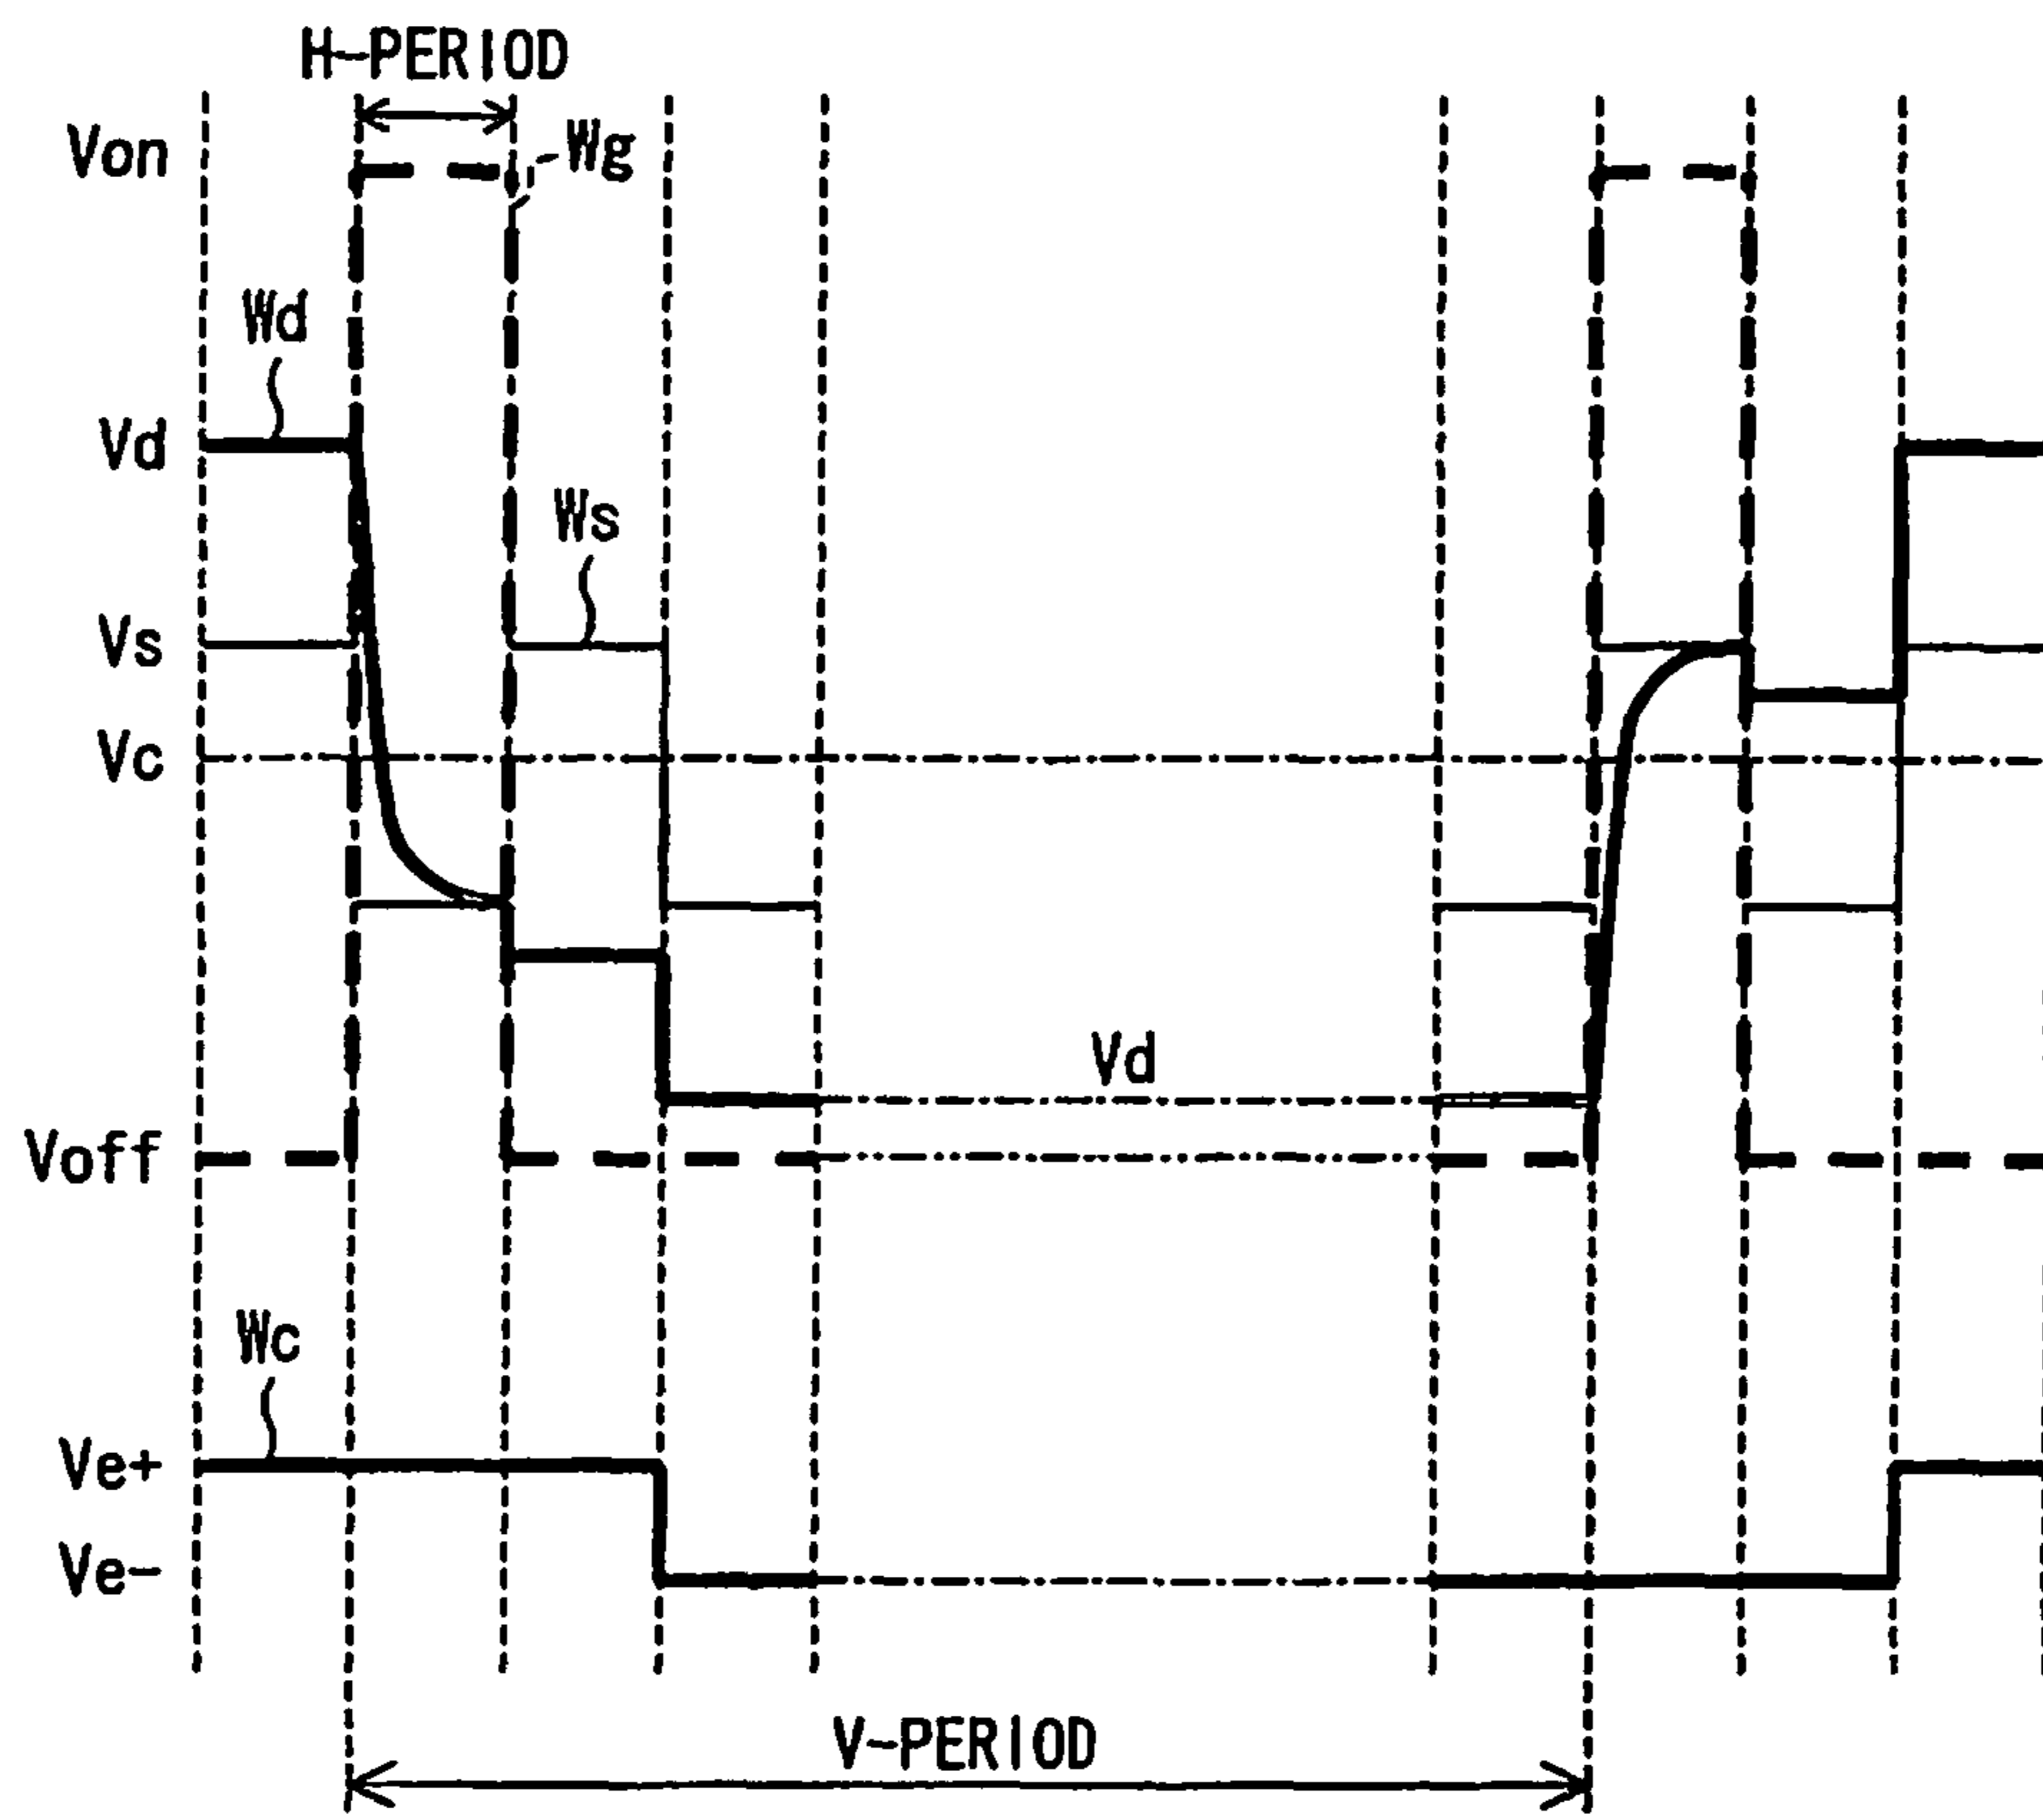 H-PERIOD
Von
Wg
Wd
Vd
Ws
Vs
Vc
Vd
Voff
Wc
Ve+
Ve-
V-PERIOD